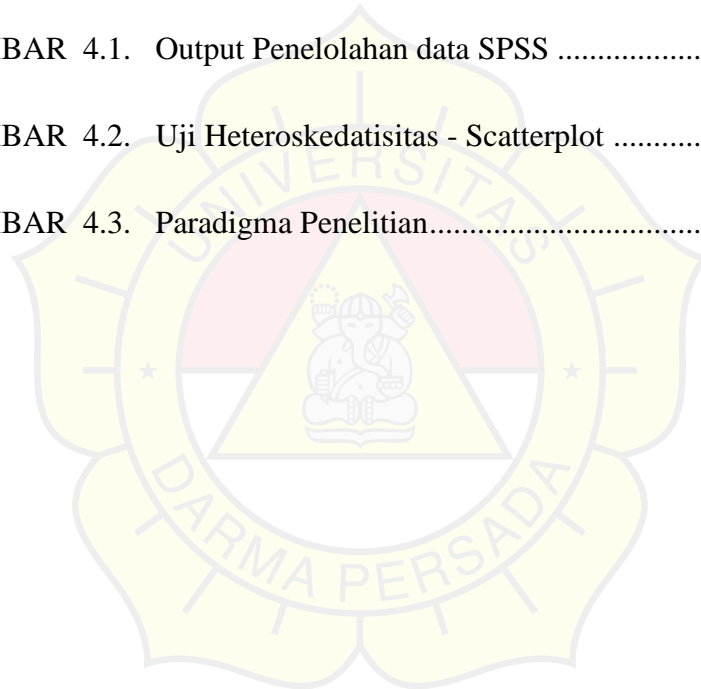 BAR 4.1. Output Penelolahan data SPSS .................
BAR 4.2. Uji Heteroskedatisitas - Scatterplot ...........
BAR 4.3. Paradigma Penelitian.................................
UNIVERSITAS
DARMA PERSADA